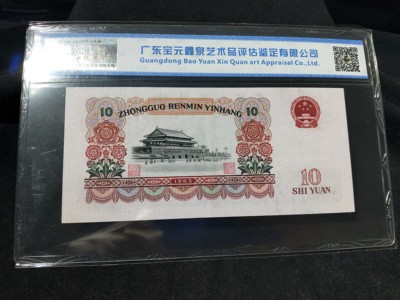 广东宝元鑫泉艺术品评估鉴定有限公司
Guangdong Bao Yuan Xin Quan art Appraisal Co.,Ltd.
10 ZHONGGUO RENMIN YINHANG 10
1965
10
SHI YUAN